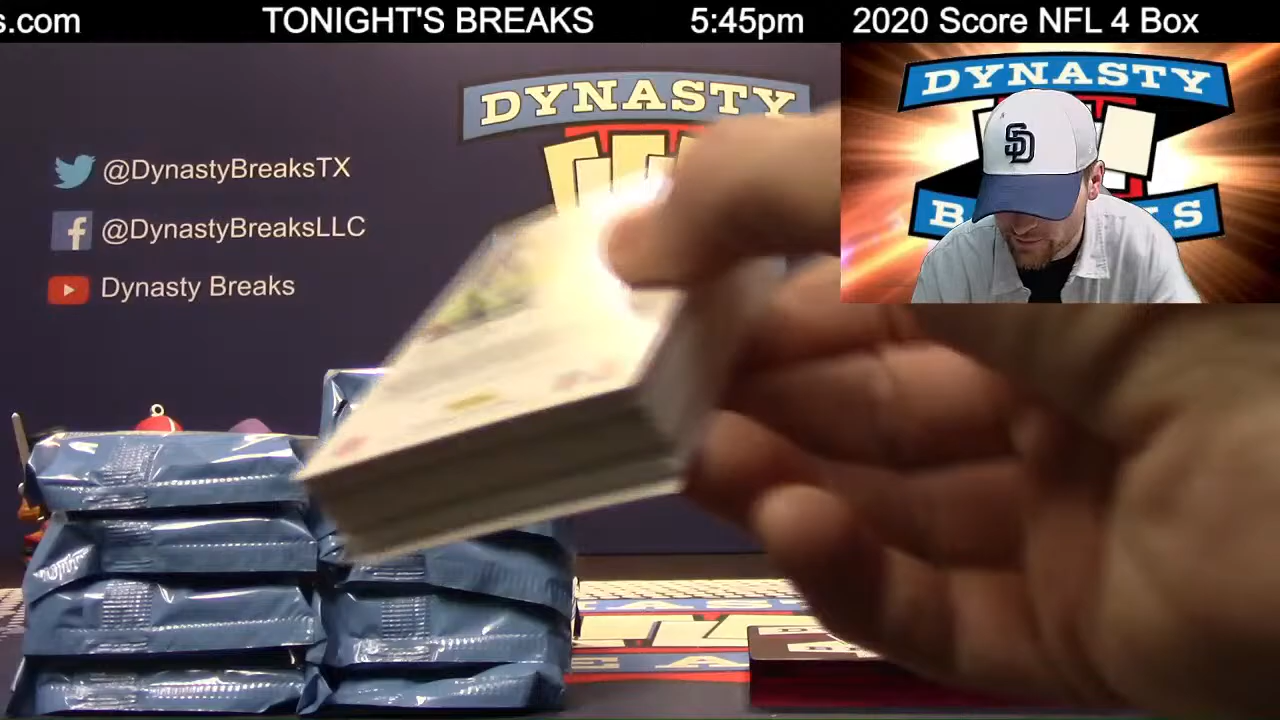 s.com TONIGHT'S BREAKS 5:45pm 2020 Score NFL 4 Box
DYNASTY
DYNASTY
@DynastyBreaksTX
SD
@DynastyBreaksLLC
Dynasty Breaks